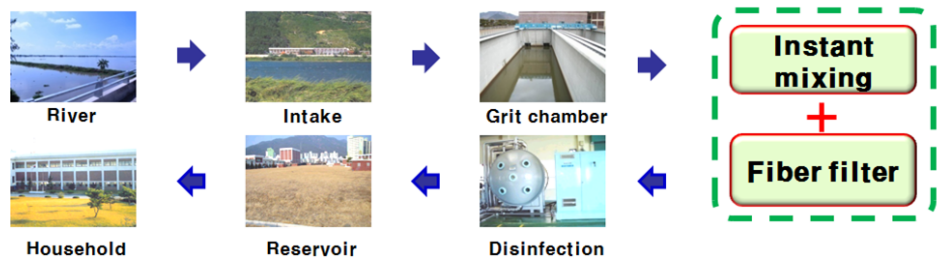 River
Intake
Grit chamber
Instant
mixing
+
Fiber filter
Disinfection
Reservoir
Household